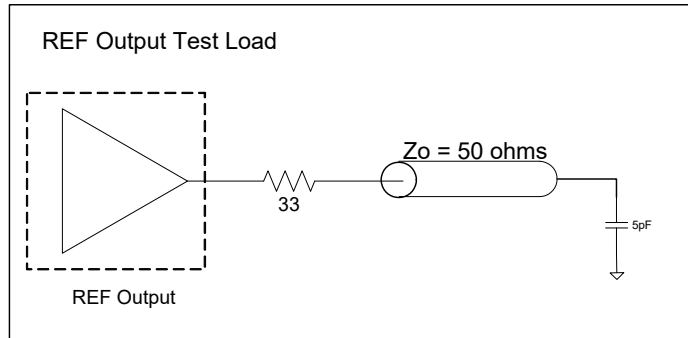 REF Output Test Load
Zo = 50 ohms
33
5pF
REF Output